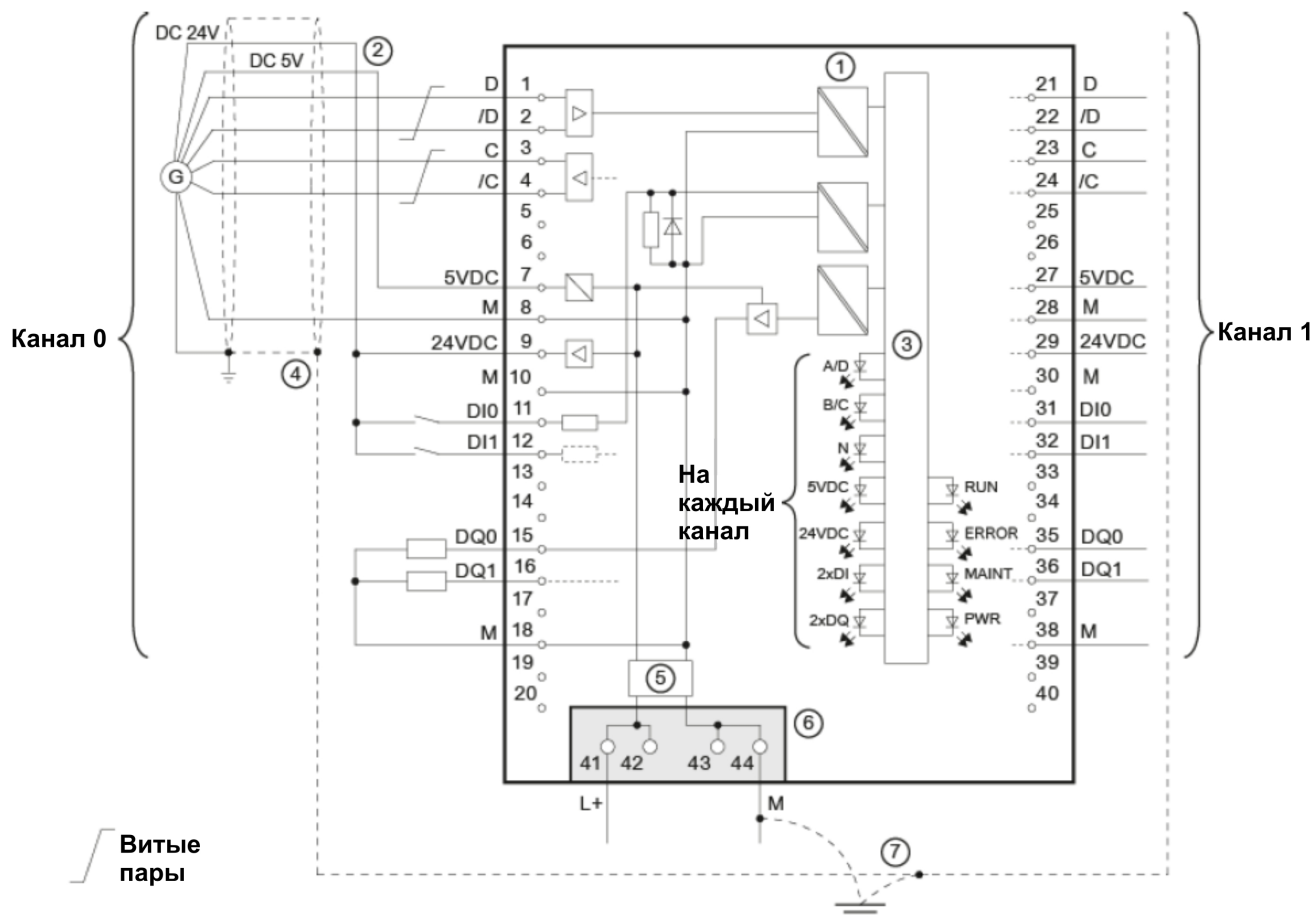 DC 24V
DC 5V
②
①
D 1
/D 2
C 3
/C 4
G
5
6
5VDC 7
M 8
24VDC 9
M 10
DI0 11
DI1 12
13
14
DQ0 15
DQ1 16
17
M 18
19
20
Канал 0
④
③
A/D
B/C
N
5VDC
24VDC
2xDI
2xDQ
На
каждый
канал
RUN
ERROR
MAINT
PWR
21 D
22 /D
23 C
24 /C
25
26
27 5VDC
28 M
29 24VDC
30 M
31 DI0
32 DI1
33
34
35 DQ0
36 DQ1
37
38 M
39
40
Канал 1
⑤
⑥
41 42 43 44
L+ M
⑦
Витые
пары